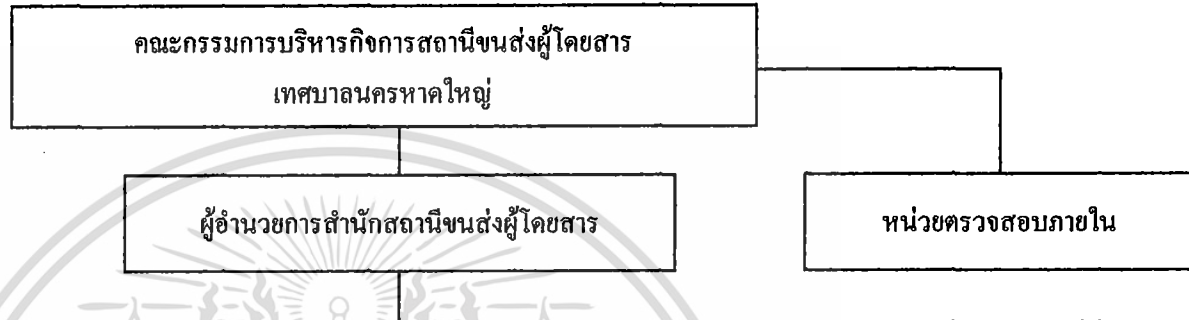 คณะกรรมการบริหารกิจการสถานีขนส่งผู้โดยสาร
เทศบาลนครหาดใหญ่
ผู้อำนวยการสำนักสถานีขนส่งผู้โดยสาร
หน่วยตรวจสอบภายใน